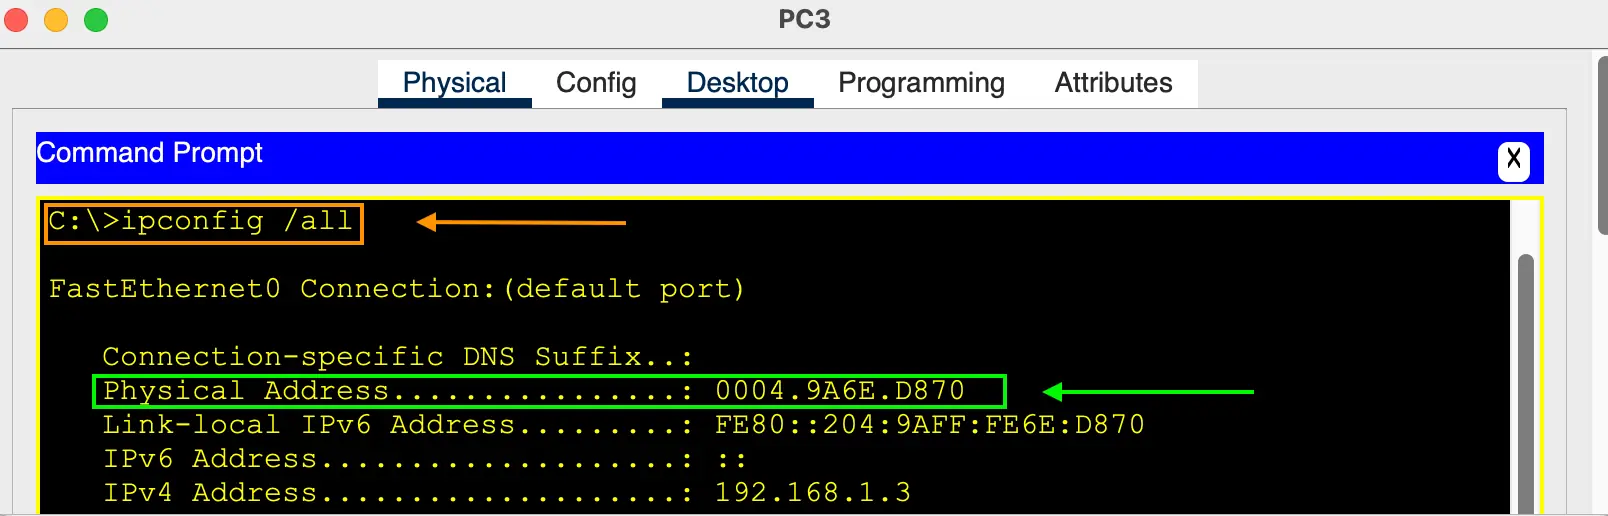 PC3
Physical Config Desktop Programming Attributes
Command Prompt
X
C:\>ipconfig /all
FastEthernet0 Connection:(default port)
Connection-specific DNS Suffix..:
Physical Address................: 0004.9A6E.D870
Link-local IPv6 Address.........: FE80::204:9AFF:FE6E:D870
IPv6 Address....................: ::
IPv4 Address....................: 192.168.1.3